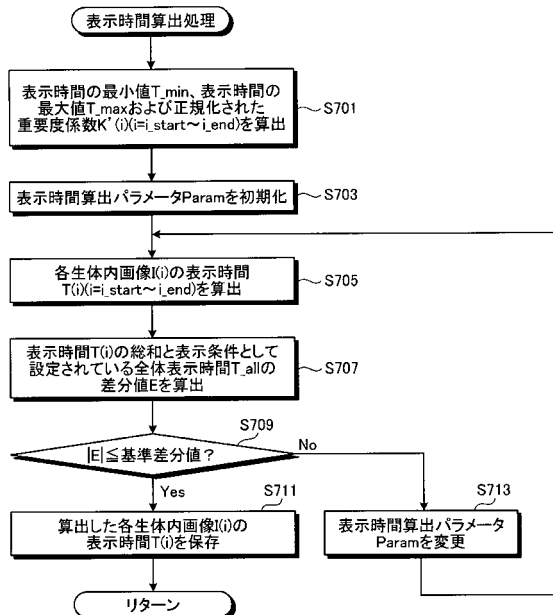 表示時間算出処理
表示時間の最小値T_min、表示時間の
最大値T_maxおよび正規化された
重要度係数K'(i)(i=i_start～i_end)を算出
S701
表示時間算出パラメータParamを初期化
S703
各生体内画像I(i)の表示時間
T(i)(i=i_start～i_end)を算出
S705
表示時間T(i)の総和と表示条件として
設定されている全体表示時間T_allの
差分値Eを算出
S707
S709
|E|≦基準差分値？
No
Yes
S711
算出した各生体内画像I(i)の
表示時間T(i)を保存
S713
表示時間算出パラメータ
Paramを変更
リターン